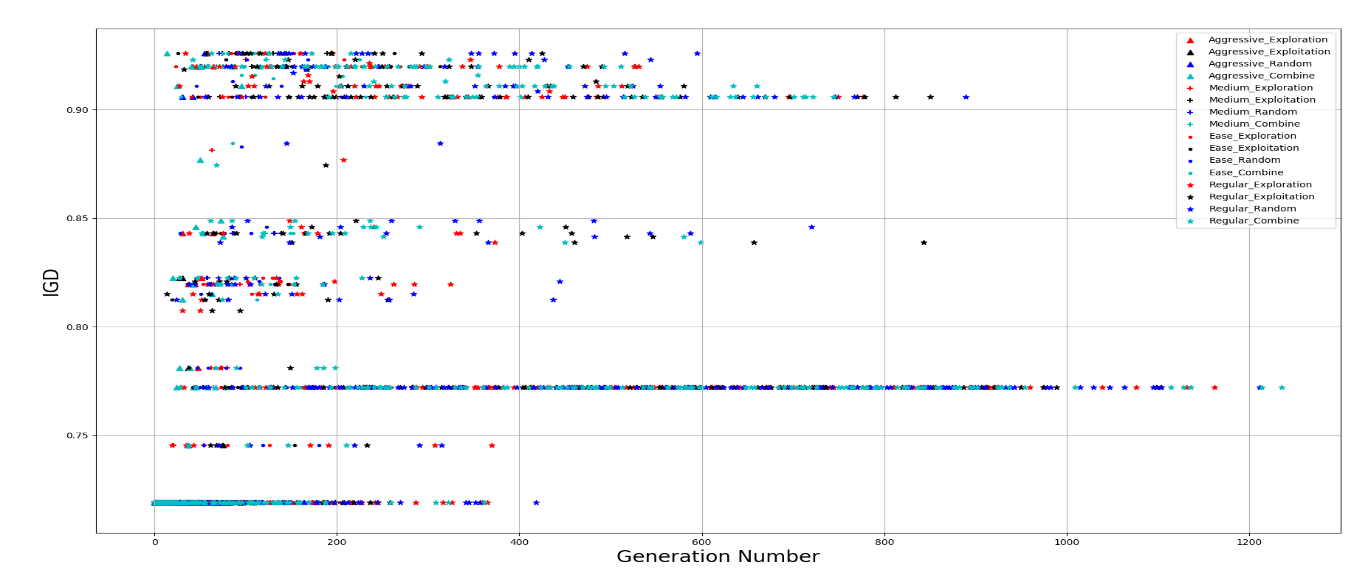 Aggressive_Exploration
Aggressive_Exploitation
Aggressive_Random
Aggressive_Combine
Medium_Exploration
Medium_Exploitation
Medium_Random
Medium_Combine
Ease_Exploration
Ease_Exploitation
Ease_Random
Ease_Combine
Regular_Exploration
Regular_Exploitation
Regular_Random
Regular_Combine
0.90
0.85
0.80
0.75
IGD
0 200 400 600 800 1000 1200
Generation Number